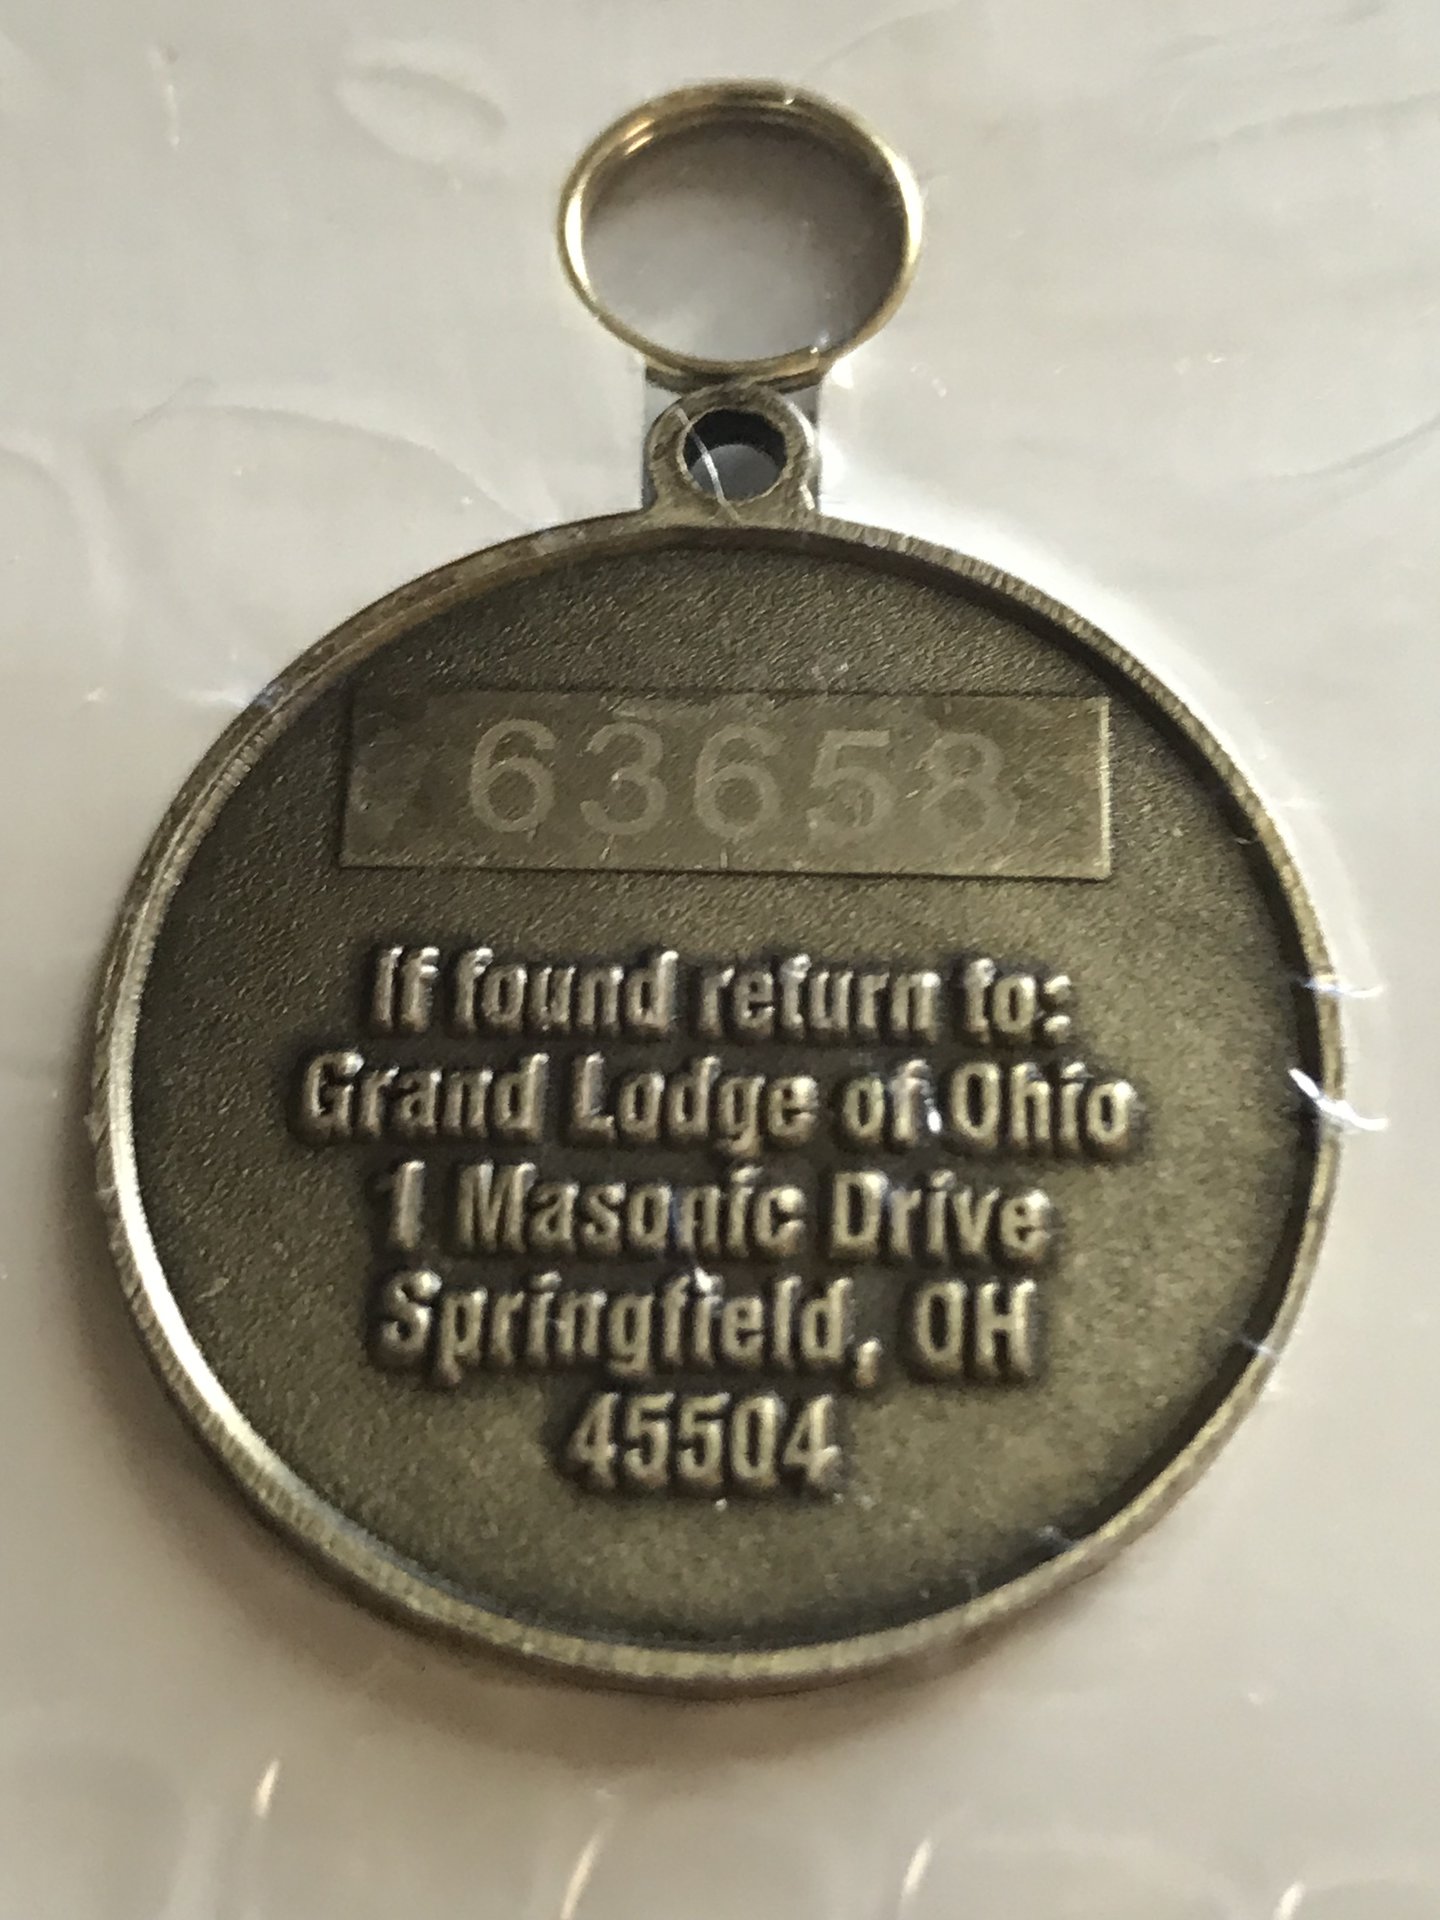 63658
If found return to:
Grand Lodge of Ohio
1 Masonic Drive
Springfield, OH
45504